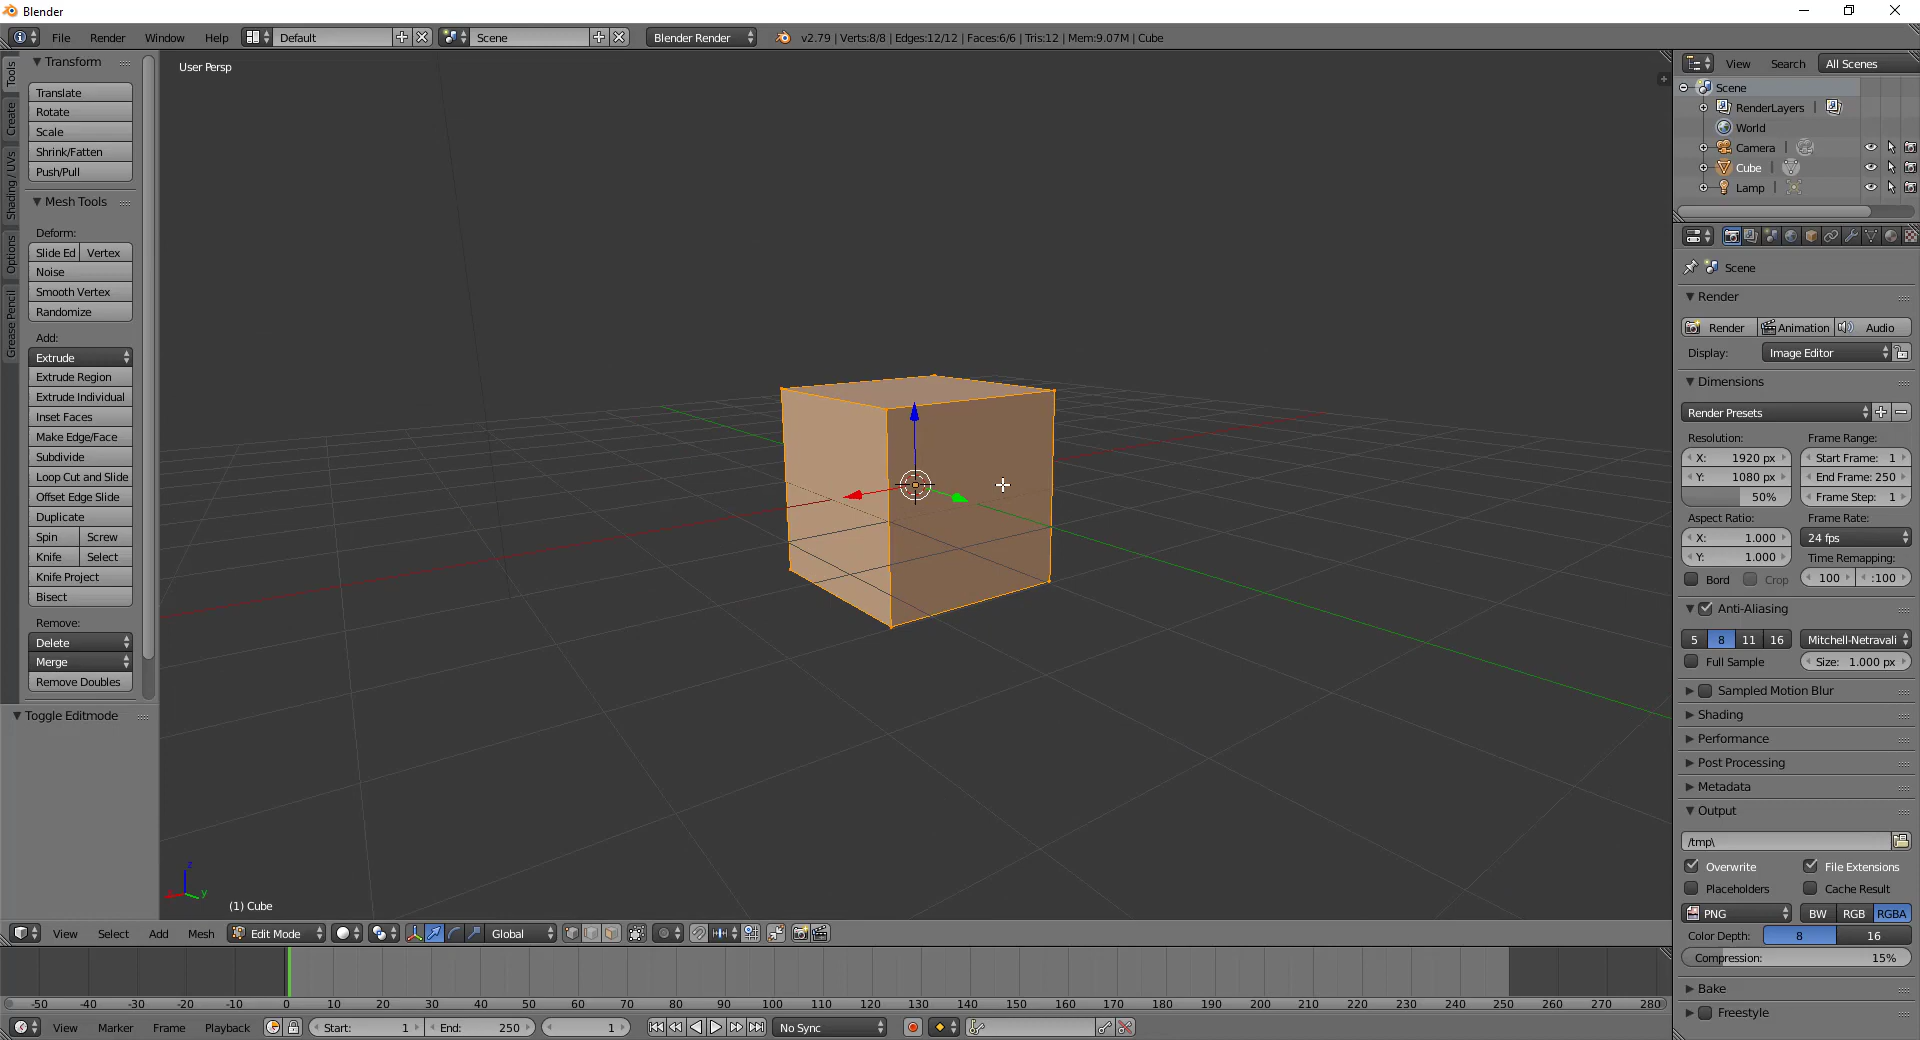 Blender
File Render Window Help Default Scene Blender Render v2.79 | Verts:8/8 | Edges:12/12 | Faces:6/6 | Tris:12 | Mem:9.07M | Cube
Tools
Create
Shading / UVs
Options
Grease Pencil
Transform
Translate
Rotate
Scale
Shrink/Fatten
Push/Pull
Mesh Tools
Deform:
Slide Ed Vertex
Noise
Smooth Vertex
Randomize
Add:
Extrude
Extrude Region
Extrude Individual
Inset Faces
Make Edge/Face
Subdivide
Loop Cut and Slide
Offset Edge Slide
Duplicate
Spin Screw
Knife Select
Knife Project
Bisect
Remove:
Delete
Merge
Remove Doubles
Toggle Editmode
User Persp
z
y
(1) Cube
View Select Add Mesh Edit Mode Global
-50 -40 -30 -20 -10 0 10 20 30 40 50 60 70 80 90 100 110 120 130 140 150 160 170 180 190 200 210 220 230 240 250 260 270 280
View Marker Frame Playback Start: 1 End: 250 1 No Sync
View Search All Scenes
Scene
RenderLayers |
World
Camera |
Cube |
Lamp |
Scene
Render
Render Animation Audio
Display: Image Editor
Dimensions
Render Presets
Resolution: Frame Range:
X: 1920 px Start Frame: 1
Y: 1080 px End Frame: 250
50% Frame Step: 1
Aspect Ratio: Frame Rate:
X: 1.000 24 fps
Y: 1.000 Time Remapping:
Bord Crop 100 :100
Anti-Aliasing
5 8 11 16 Mitchell-Netravali
Full Sample Size: 1.000 px
Sampled Motion Blur
Shading
Performance
Post Processing
Metadata
Output
/tmp\
Overwrite File Extensions
Placeholders Cache Result
PNG BW RGB RGBA
Color Depth: 8 16
Compression: 15%
Bake
Freestyle